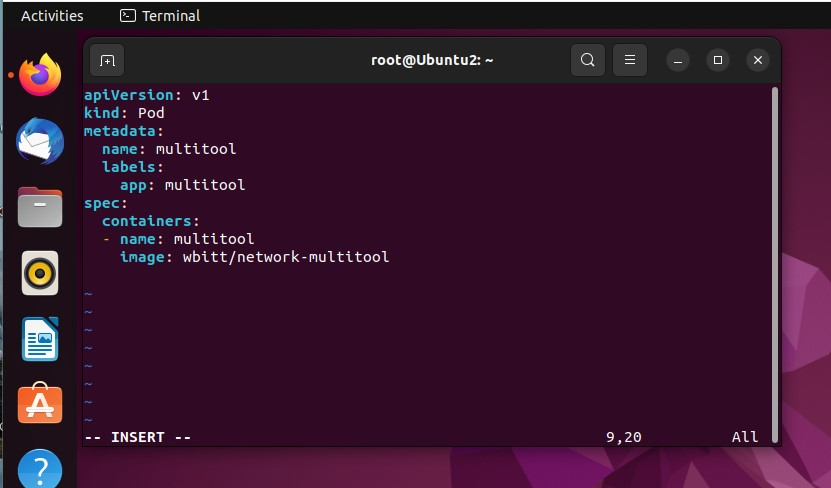 Activities
Terminal
root@Ubuntu2: ~
apiVersion: v1
kind: Pod
metadata:
  name: multitool
  labels:
    app: multitool
spec:
  containers:
  - name: multitool
    image: wbitt/network-multitool
~
~
~
~
~
~
~
~
-- INSERT -- 9,20 All